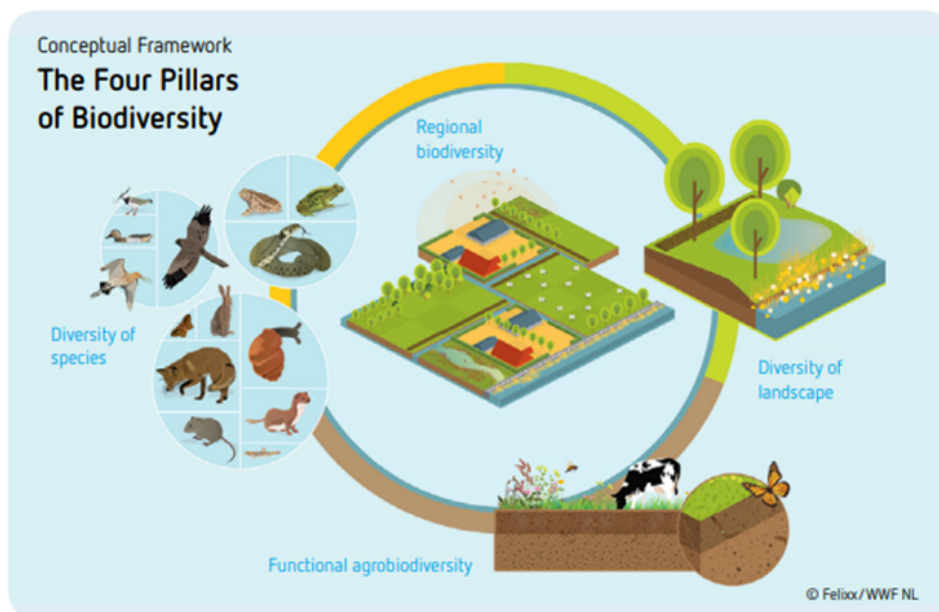 Conceptual Framework
The Four Pillars
of Biodiversity
Regional
biodiversity
Diversity of
species
Diversity of
landscape
Functional agrobiodiversity
© Felixx/WWF NL